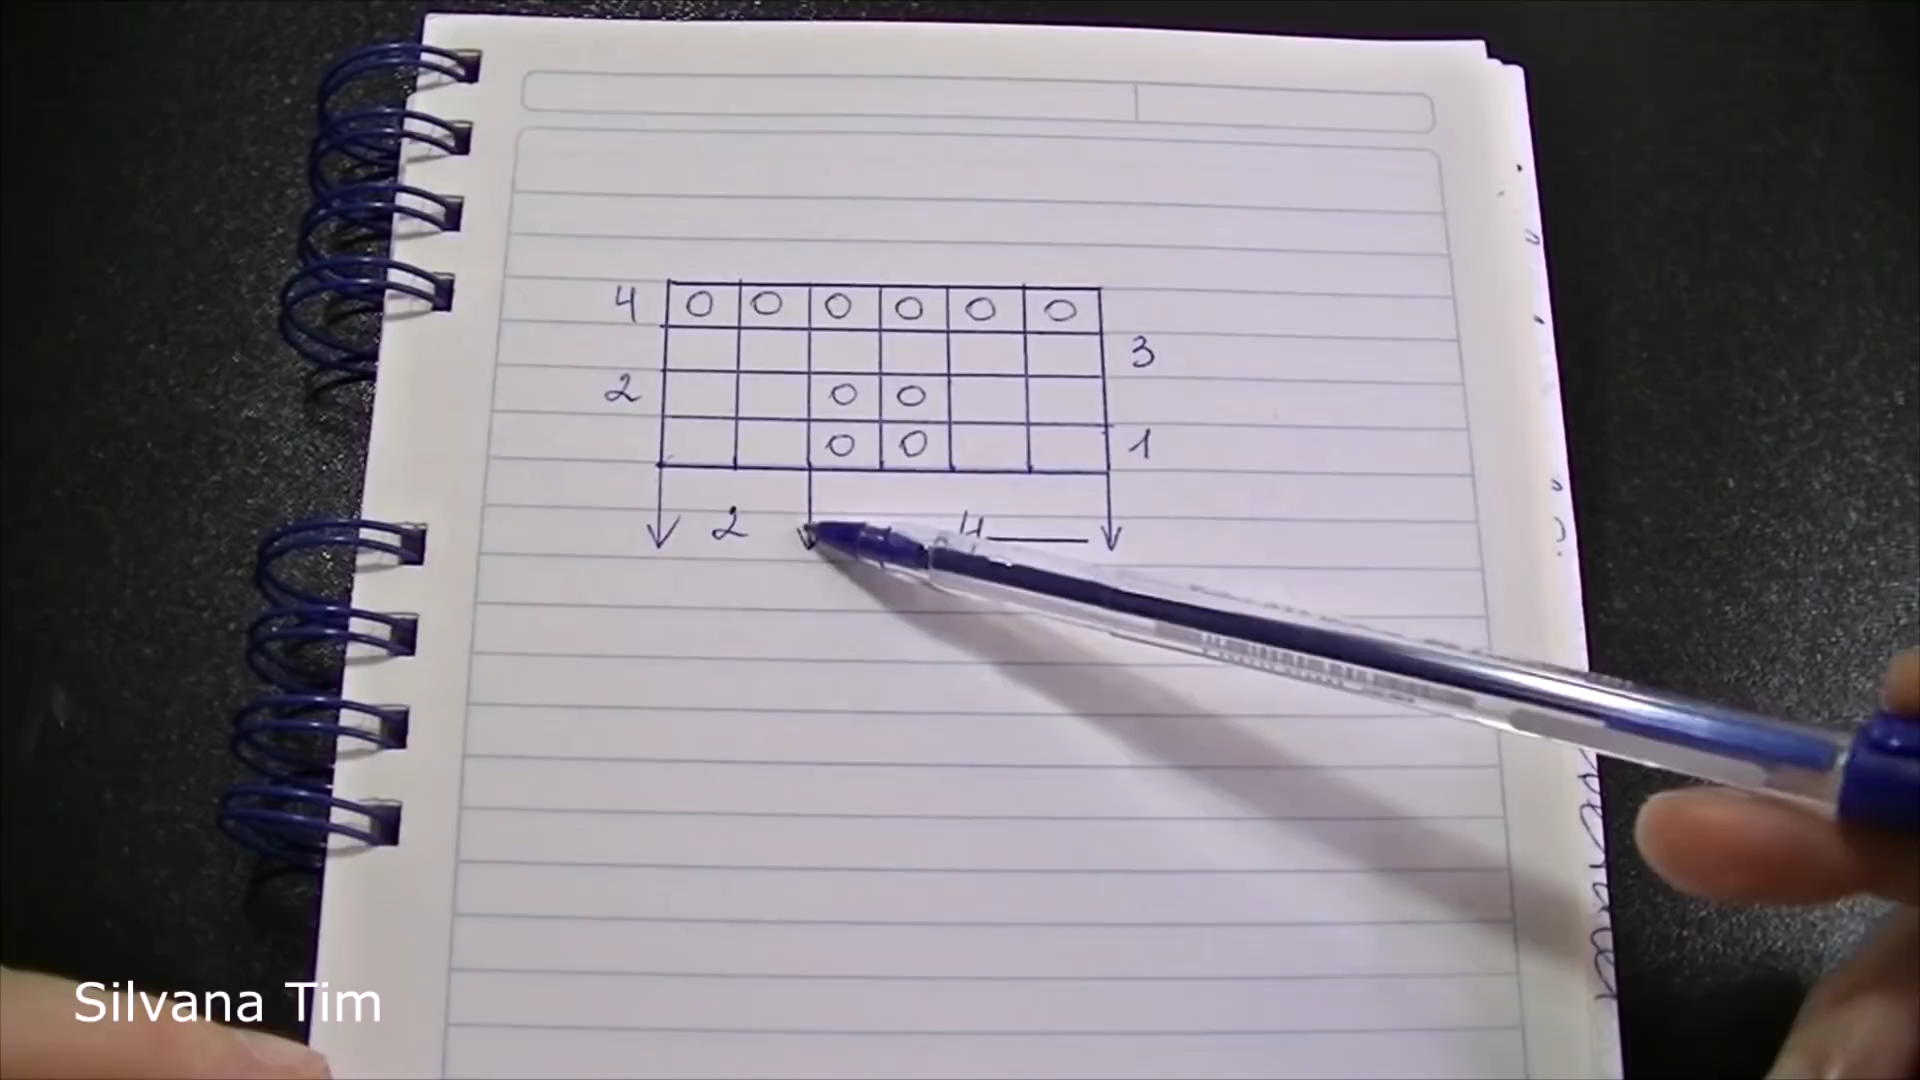 4 O O O O O O
3
2 O O
O O 1
2 4
Silvana Tim